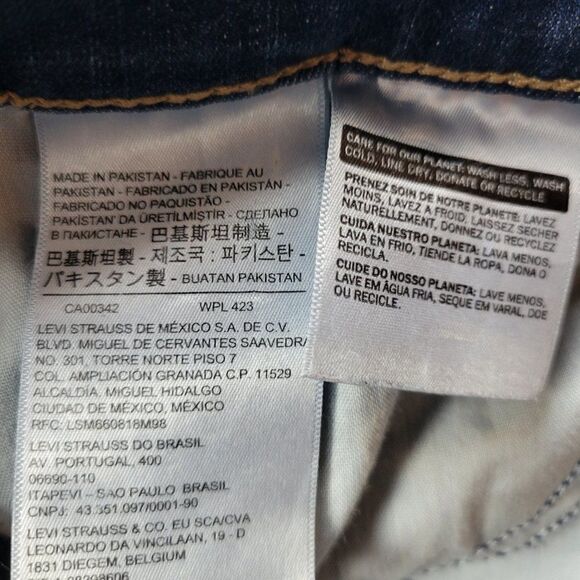 MADE IN PAKISTAN - FABRIQUE AU
PAKISTAN - FABRICADO EN PAKISTÁN -
FABRICADO NO PAQUISTÃO -
PAKİSTAN'DA ÜRETİLMİŞTİR - СДЕЛАНО
В ПАКИСТАНЕ - 巴基斯坦制造 -
巴基斯坦製 - 제조국 : 파키스탄 -
パキスタン製 - BUATAN PAKISTAN
CA00342 WPL 423
LEVI STRAUSS DE MÉXICO S.A. DE C.V.
BLVD. MIGUEL DE CERVANTES SAAVEDRA
NO. 301, TORRE NORTE PISO 7
COL. AMPLIACIÓN GRANADA C.P. 11529
ALCALDÍA. MIGUEL HIDALGO
CIUDAD DE MÉXICO, MÉXICO
RFC: LSM660818M98
LEVI STRAUSS DO BRASIL
AV. PORTUGAL, 400
06690-110
ITAPEVI - SÃO PAULO BRASIL
CNPJ: 43.351.097/0001-90
LEVI STRAUSS & CO. EU SCA/CVA
LEONARDO DA VINCILAAN, 19 - D
1831 DIEGEM, BELGIUM
CARE FOR OUR PLANET: WASH LESS, WASH
COLD, LINE DRY, DONATE OR RECYCLE
PRENEZ SOIN DE NOTRE PLANETE: LAVEZ
MOINS, LAVEZ A FROID, LAISSEZ SECHER
NATURELLEMENT, DONNEZ OU RECYCLEZ
CUIDA NUESTRO PLANETA: LAVA MENOS,
LAVA EN FRIO, TIENDE LA ROPA, DONA O
RECICLA.
CUIDE DO NOSSO PLANETA: LAVE MENOS,
LAVE EM ÁGUA FRIA, SEQUE EM VARAL, DOE
OU RECICLE.